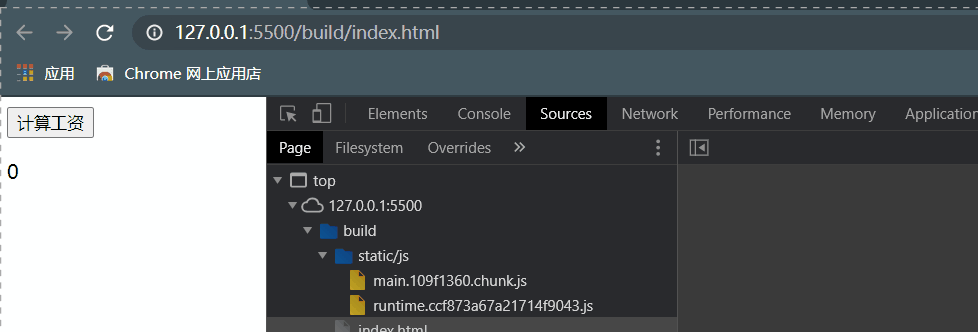 127.0.0.1:5500/build/index.html
应用 Chrome 网上应用店
计算工资
0
Elements Console Sources Network Performance Memory Application
Page Filesystem Overrides »
top
127.0.0.1:5500
build
static/js
main.109f1360.chunk.js
runtime.ccf873a67a21714f9043.js
index.html